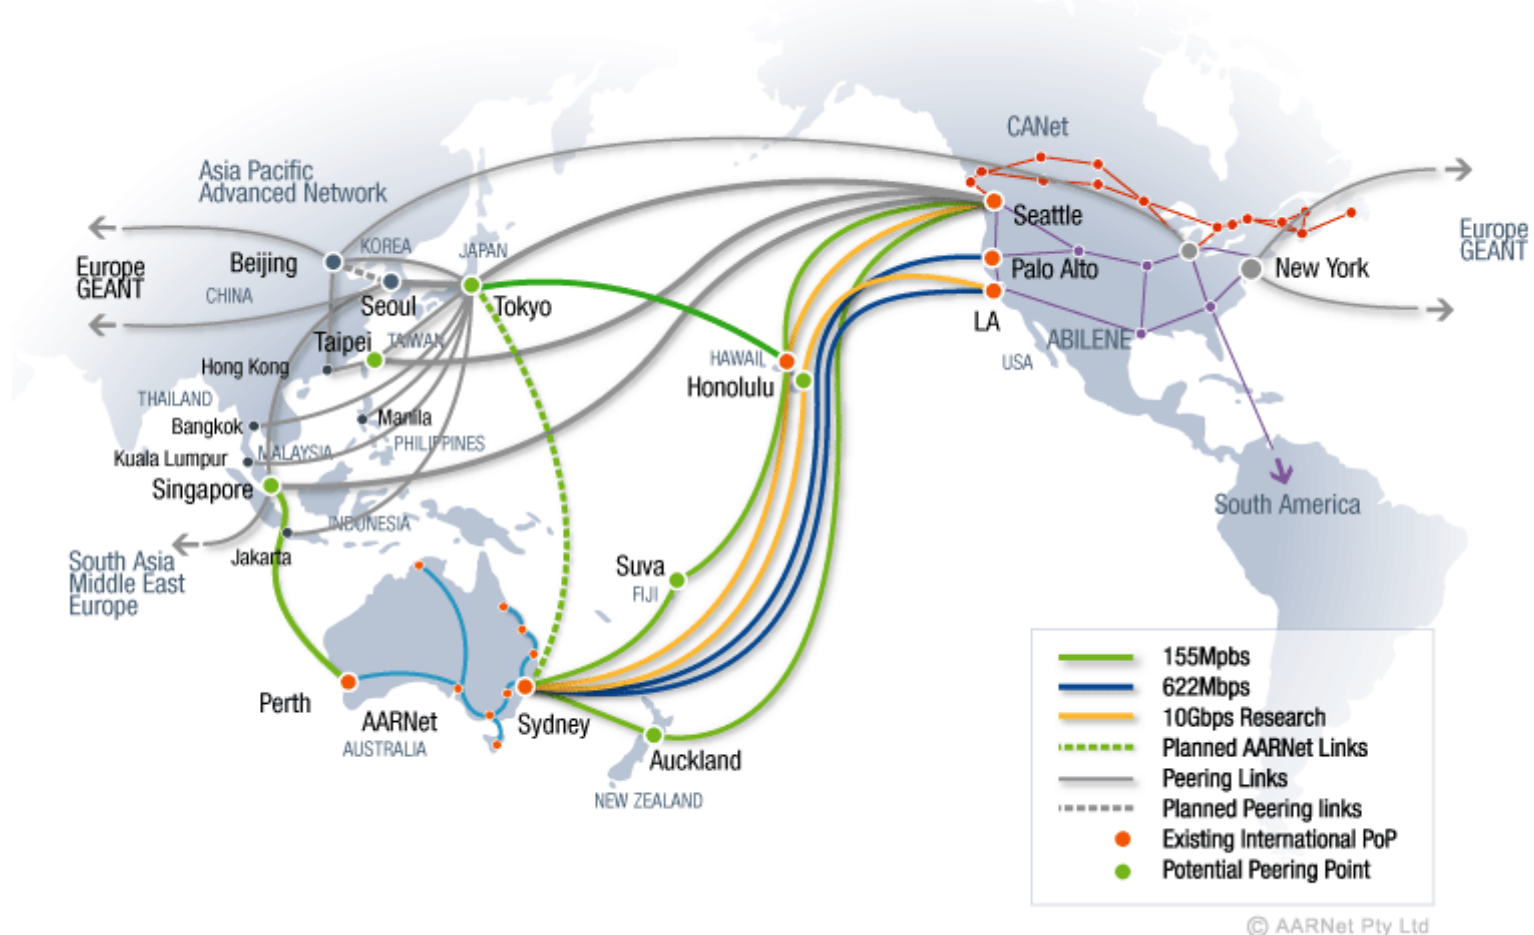 CANet
Asia Pacific
Advanced Network
Seattle
Europe
GEANT
KOREA
JAPAN
Beijing
Europe
GEANT
CHINA
Seoul
Tokyo
Palo Alto
New York
LA
ABILENE
USA
Taipei
TAIWAN
Hong Kong
HAWAIL
Honolulu
THAILAND
Bangkok
Manila
PHILIPPINES
MALAYSIA
Kuala Lumpur
Singapore
South America
INDONESIA
Jakarta
South Asia
Middle East
Europe
Suva
FIJI
Perth
AARNet
AUSTRALIA
Sydney
Auckland
NEW ZEALAND
155Mpbs
622Mbps
10Gbps Research
Planned AARNet Links
Peering Links
Planned Peering links
Existing International PoP
Potential Peering Point
© AARNet Pty Ltd